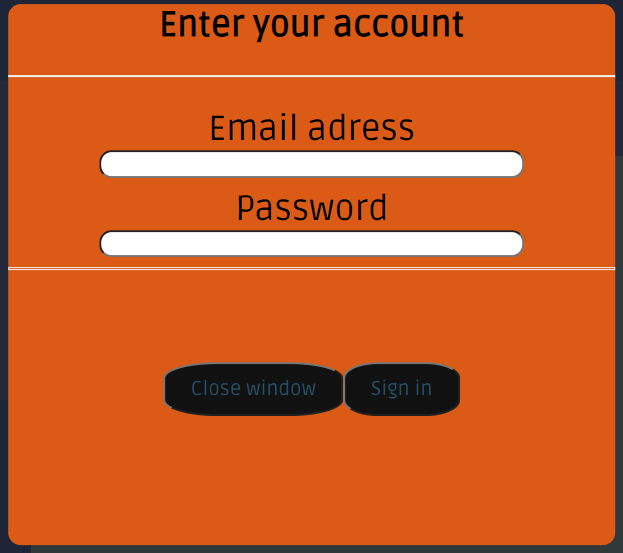 Enter your account
Email adress
Password
Close window Sign in